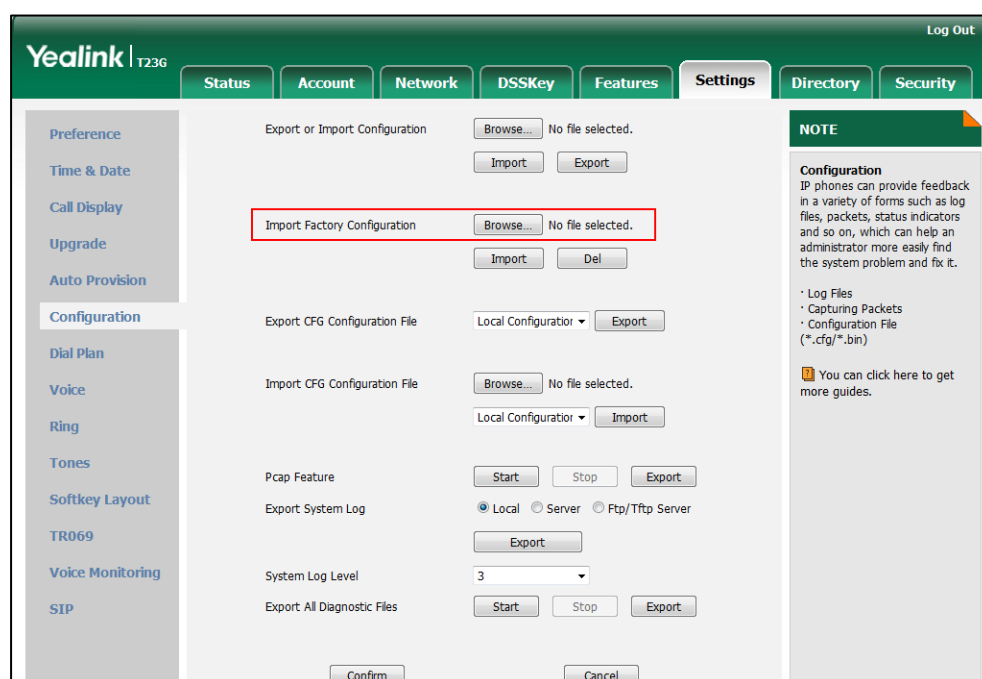 Log Out
Yealink T23G
Status Account Network DSSKey Features Settings Directory Security
Preference
Time & Date
Call Display
Upgrade
Auto Provision
Configuration
Dial Plan
Voice
Ring
Tones
Softkey Layout
TR069
Voice Monitoring
SIP
Export or Import Configuration Browse... No file selected.
Import Export
Import Factory Configuration Browse... No file selected.
Import Del
Export CFG Configuration File Local Configuration Export
Import CFG Configuration File Browse... No file selected.
Local Configuration Import
Pcap Feature Start Stop Export
Export System Log Local Server Ftp/Tftp Server
Export
System Log Level 3
Export All Diagnostic Files Start Stop Export
Confirm Cancel
NOTE
Configuration
IP phones can provide feedback
in a variety of forms such as log
files, packets, status indicators
and so on, which can help an
administrator more easily find
the system problem and fix it.
· Log Files
· Capturing Packets
· Configuration File
(*.cfg/*.bin)
You can click here to get
more guides.